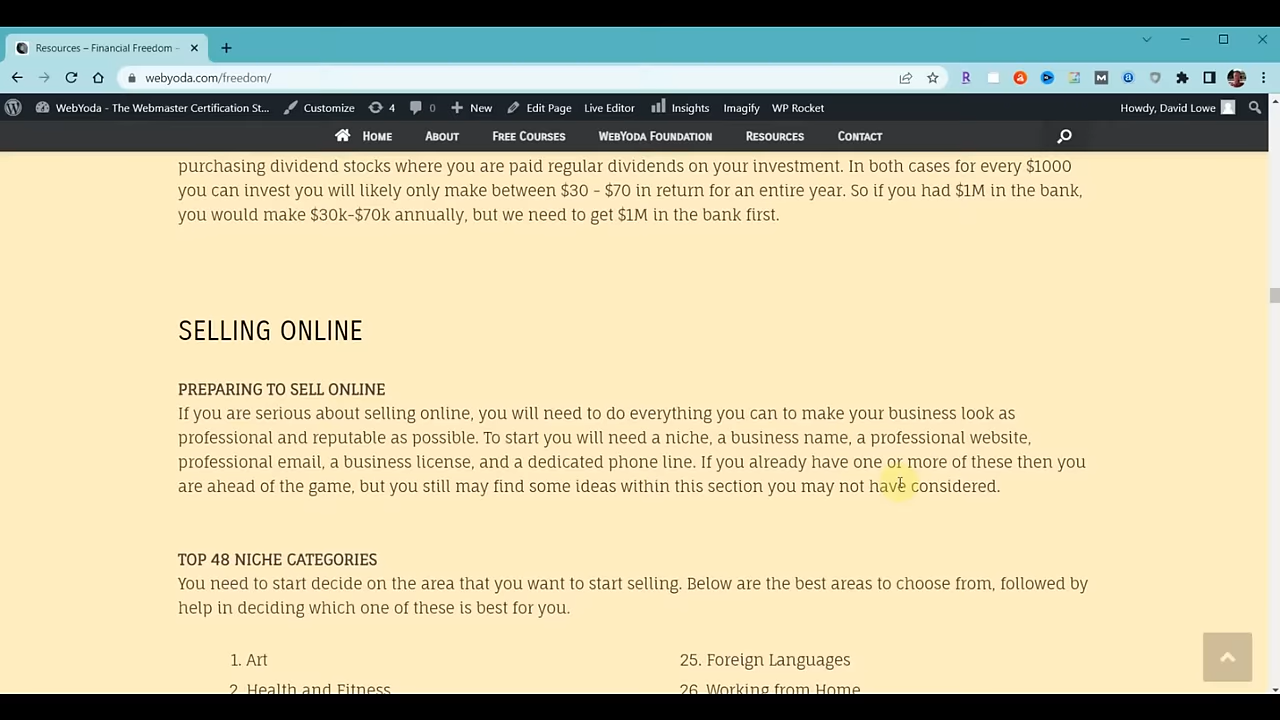 Resources – Financial Freedom -
webyoda.com/freedom/
WebYoda - The Webmaster Certification St... Customize 4 0 New Edit Page Live Editor Insights Imagify WP Rocket Howdy, David Lowe
HOME ABOUT FREE COURSES WEBYODA FOUNDATION RESOURCES CONTACT
purchasing dividend stocks where you are paid regular dividends on your investment. In both cases for every $1000
you can invest you will likely only make between $30 - $70 in return for an entire year. So if you had $1M in the bank,
you would make $30k-$70k annually, but we need to get $1M in the bank first.
SELLING ONLINE
PREPARING TO SELL ONLINE
If you are serious about selling online, you will need to do everything you can to make your business look as
professional and reputable as possible. To start you will need a niche, a business name, a professional website,
professional email, a business license, and a dedicated phone line. If you already have one or more of these then you
are ahead of the game, but you still may find some ideas within this section you may not have considered.
TOP 48 NICHE CATEGORIES
You need to start decide on the area that you want to start selling. Below are the best areas to choose from, followed by
help in deciding which one of these is best for you.
1. Art 25. Foreign Languages
2. Health and Fitness 26. Working from Home